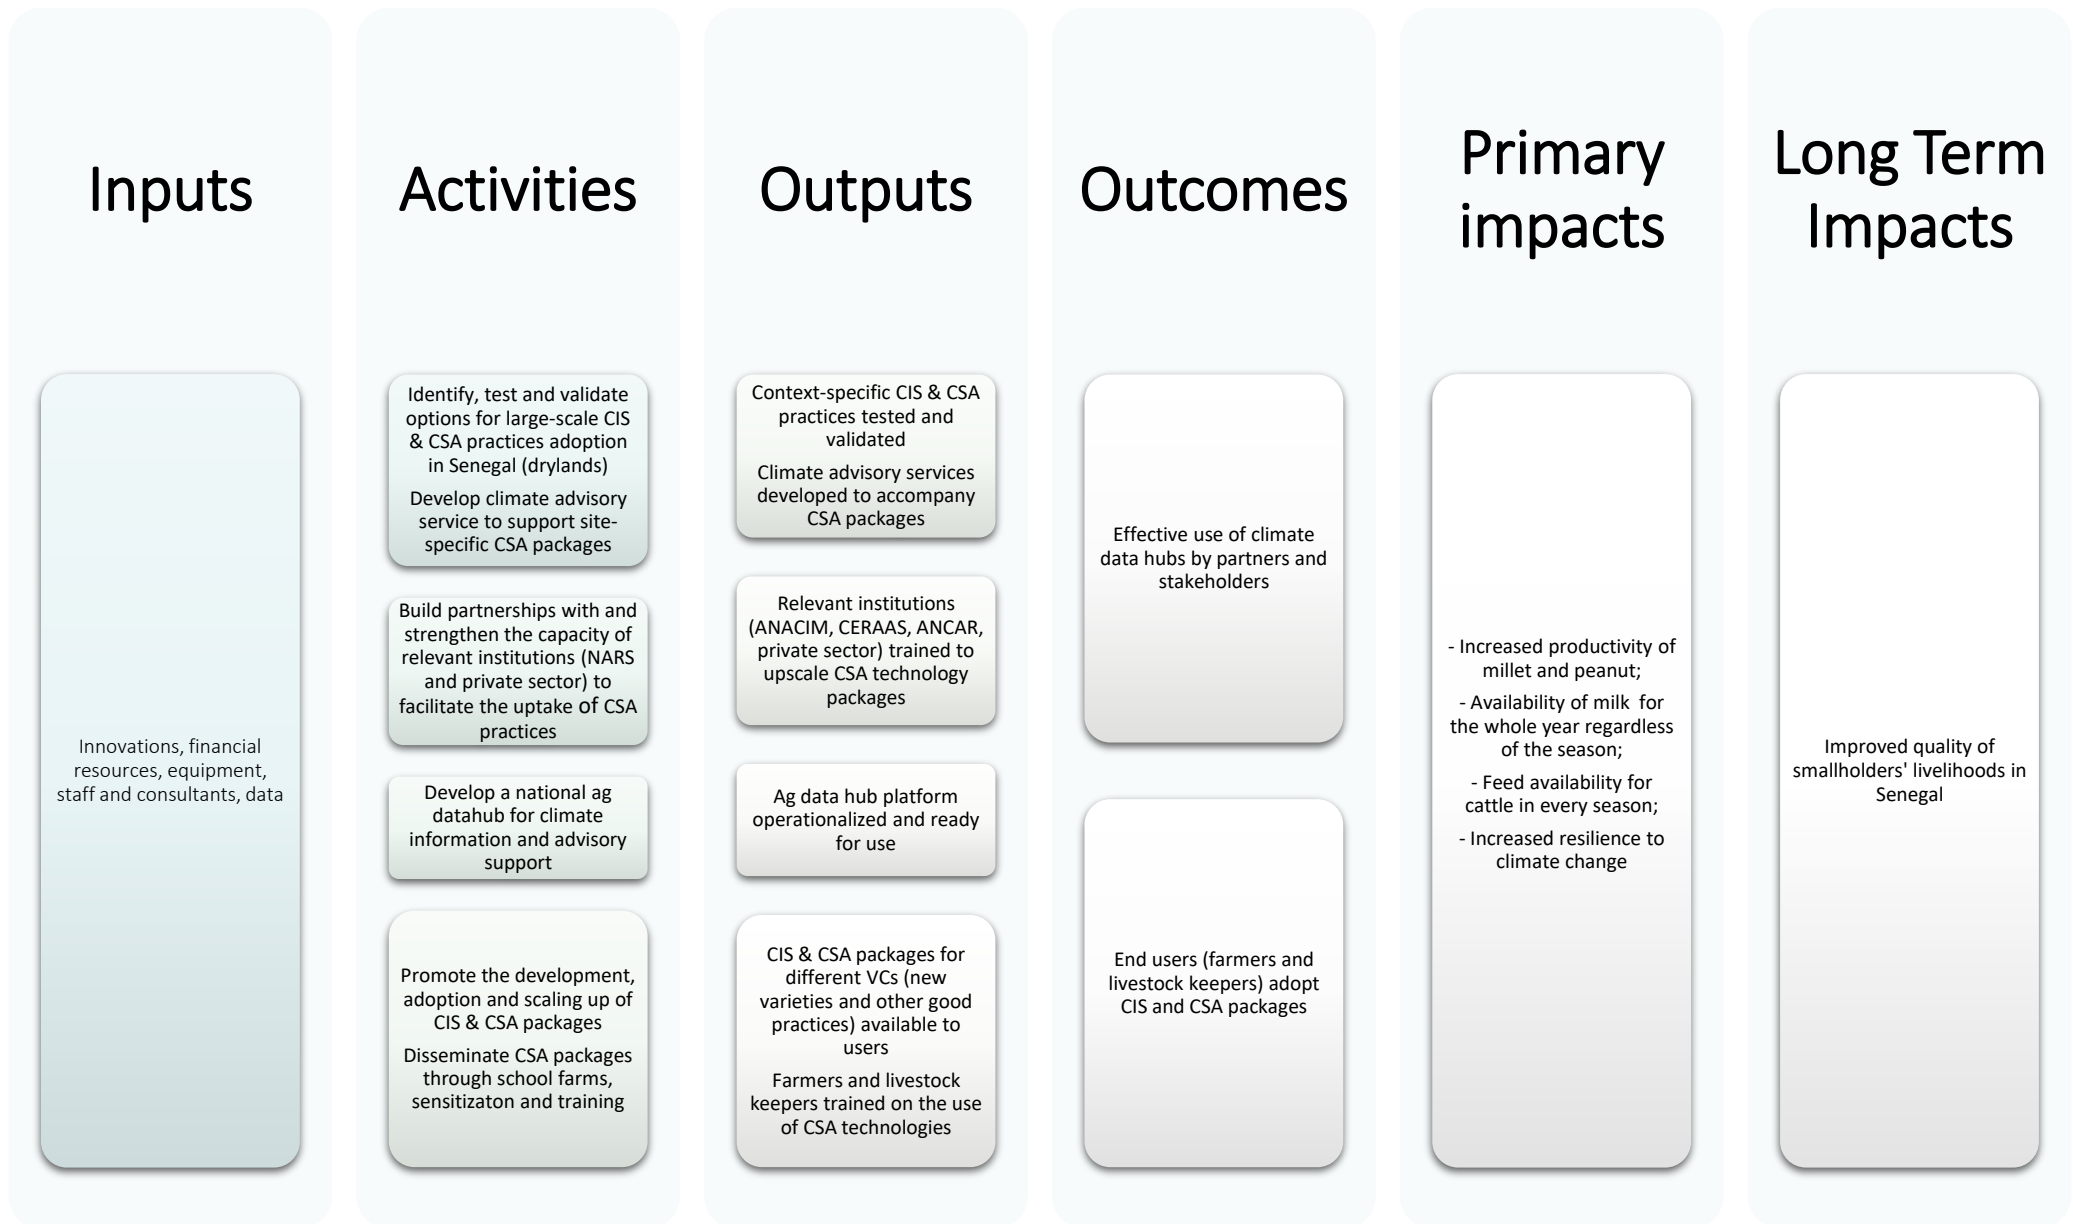 Inputs
Innovations, financial
resources, equipment,
staff and consultants, data
Activities
Identify, test and validate
options for large-scale CIS
& CSA practices adoption
in Senegal (drylands)
Develop climate advisory
service to support site-
specific CSA packages
Build partnerships with and
strengthen the capacity of
relevant institutions (NARS
and private sector) to
facilitate the uptake of CSA
practices
Develop a national ag
datahub for climate
information and advisory
support
Promote the development,
adoption and scaling up of
CIS & CSA packages
Disseminate CSA packages
through school farms,
sensitizaton and training
Outputs
Context-specific CIS & CSA
practices tested and
validated
Climate advisory services
developed to accompany
CSA packages
Relevant institutions
(ANACIM, CERAAS, ANCAR,
private sector) trained to
upscale CSA technology
packages
Ag data hub platform
operationalized and ready
for use
CIS & CSA packages for
different VCs (new
varieties and other good
practices) available to
users
Farmers and livestock
keepers trained on the use
of CSA technologies
Outcomes
Effective use of climate
data hubs by partners and
stakeholders
End users (farmers and
livestock keepers) adopt
CIS and CSA packages
Primary
impacts
- Increased productivity of
millet and peanut;
- Availability of milk  for
the whole year regardless
of the season;
- Feed availability for
cattle in every season;
- Increased resilience to
climate change
Long Term
Impacts
Improved quality of
smallholders' livelihoods in
Senegal